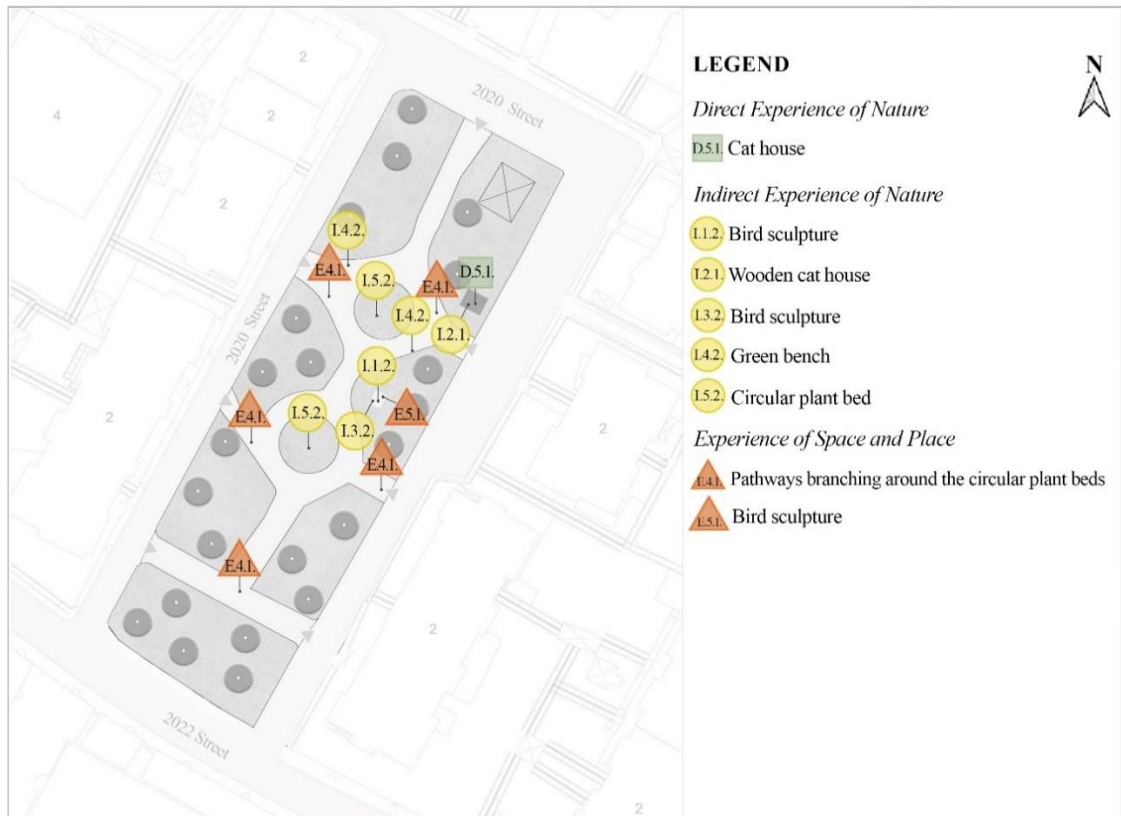 2
4
2
2
2
2
2
2
2020 Street
2020 Street
2022 Street
I.4.2.
E.4.1.
I.5.2.
E.4.1.
D.5.1.
I.4.2.
I.2.1.
I.1.2.
E.4.1.
I.5.2.
I.3.2.
E.5.1.
E.4.1.
E.4.1.
LEGEND
N
Direct Experience of Nature
D.5.1. Cat house
Indirect Experience of Nature
I.1.2. Bird sculpture
I.2.1. Wooden cat house
I.3.2. Bird sculpture
I.4.2. Green bench
I.5.2. Circular plant bed
Experience of Space and Place
E.4.1. Pathways branching around the circular plant beds
E.5.1. Bird sculpture